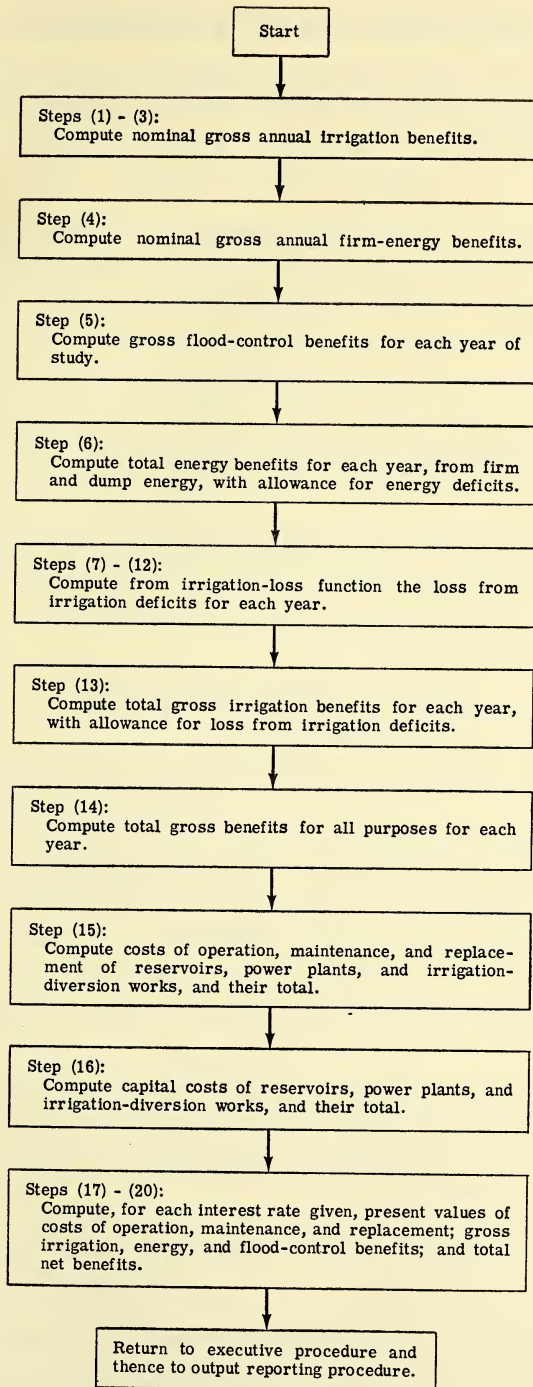 Start
Steps (1) - (3):
Compute nominal gross annual irrigation benefits.
Step (4):
Compute nominal gross annual firm-energy benefits.
Step (5):
Compute gross flood-control benefits for each year of
study.
Step (6):
Compute total energy benefits for each year, from firm
and dump energy, with allowance for energy deficits.
Steps (7) - (12):
Compute from irrigation-loss function the loss from
irrigation deficits for each year.
Step (13):
Compute total gross irrigation benefits for each year,
with allowance for loss from irrigation deficits.
Step (14):
Compute total gross benefits for all purposes for each
year.
Step (15):
Compute costs of operation, maintenance, and replace-
ment of reservoirs, power plants, and irrigation-
diversion works, and their total.
Step (16):
Compute capital costs of reservoirs, power plants, and
irrigation-diversion works, and their total.
Steps (17) - (20):
Compute, for each interest rate given, present values of
costs of operation, maintenance, and replacement; gross
irrigation, energy, and flood-control benefits; and total
net benefits.
Return to executive procedure and
thence to output reporting procedure.